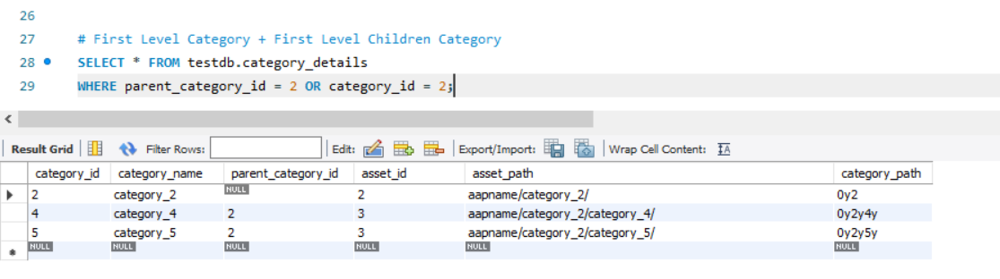 26
27 # First Level Category + First Level Children Category
28 SELECT * FROM testdb.category_details
29 WHERE parent_category_id = 2 OR category_id = 2;
Result Grid Filter Rows: Edit: Export/Import: Wrap Cell Content: IA
category_id category_name parent_category_id asset_id asset_path category_path
2 category_2 NULL 2 aapname/category_2/ 0y2
4 category_4 2 3 aapname/category_2/category_4/ 0y2y4y
5 category_5 2 3 aapname/category_2/category_5/ 0y2y5y
NULL NULL NULL NULL NULL NULL